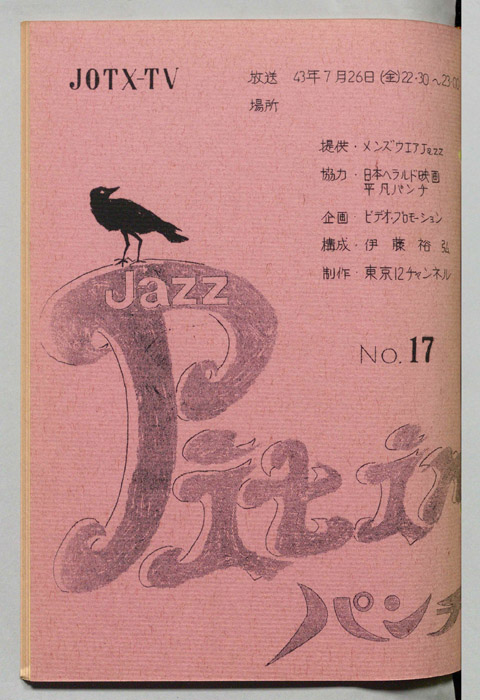 JOTX-TV
放送 43年7月26日(金)22・30~23・00
場所
提供・メンズウエアJazz
協力・日本ヘラルド映画
平凡パンチ
企画・ビデオプロモーション
構成・伊藤裕弘
制作・東京12チャンネル
Jazz
No.17
Pitin
パンチ